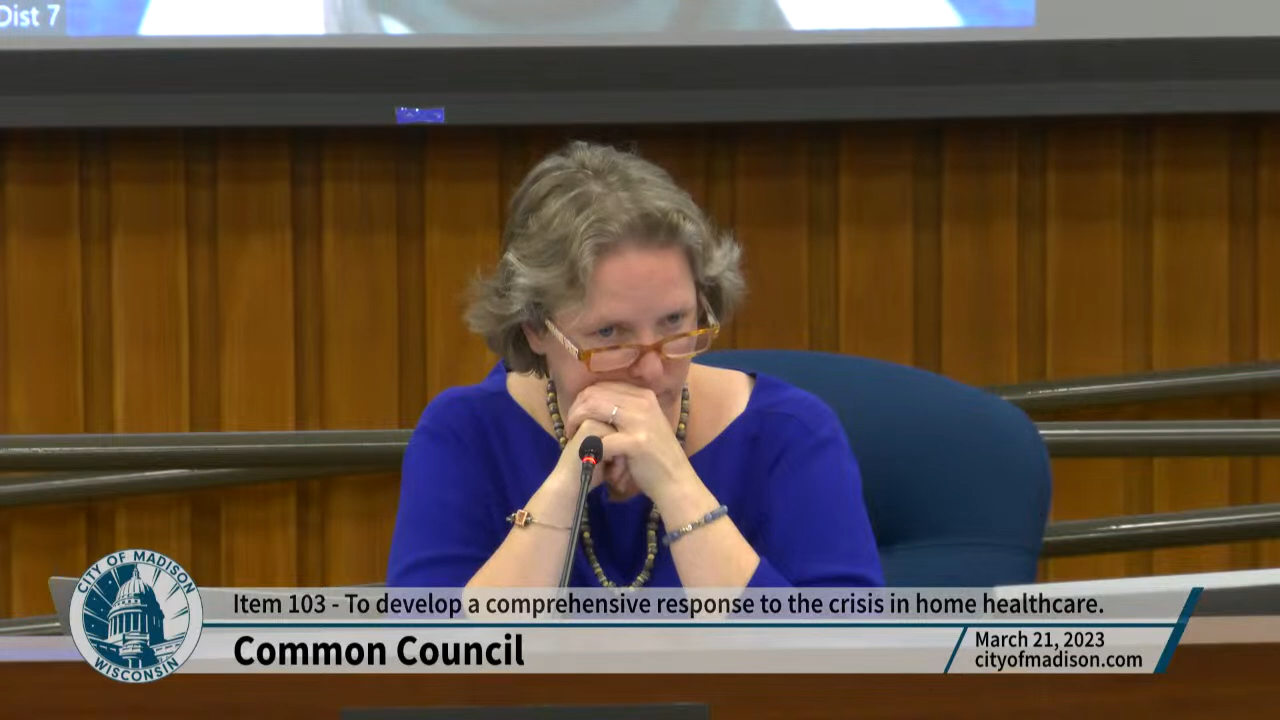 Dist 7
Item 103 - To develop a comprehensive response to the crisis in home healthcare.
Common Council
March 21, 2023
cityofmadison.com
CITY OF MADISON
WISCONSIN